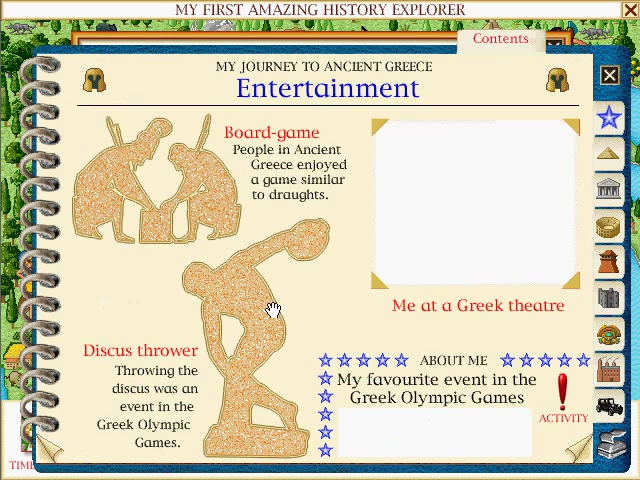 MY FIRST AMAZING HISTORY EXPLORER
Contents
MY JOURNEY TO ANCIENT GREECE
Entertainment
Board-game
People in Ancient
Greece enjoyed
a game similar
to draughts.
Me at a Greek theatre
Discus thrower
Throwing the
discus was an
event in the
Greek Olympic
Games.
ABOUT ME
My favourite event in the
Greek Olympic Games
ACTIVITY
TIME